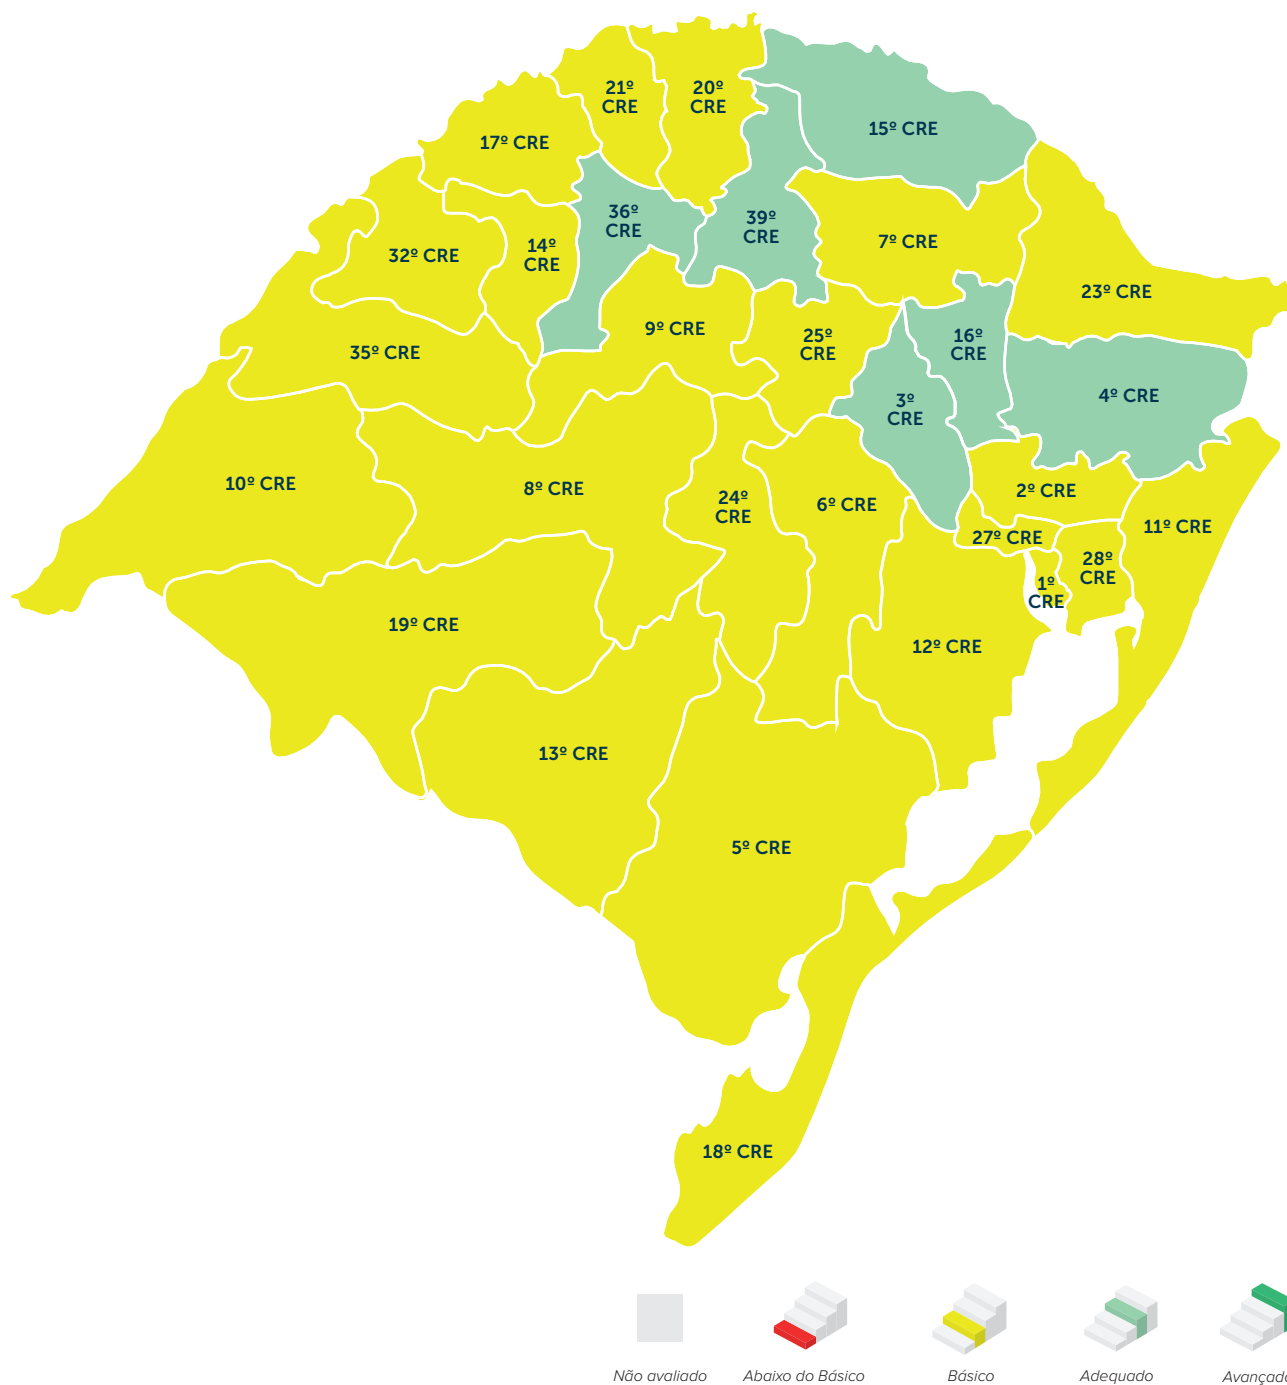 21º
CRE
20º
CRE
15º CRE
17º CRE
36º
CRE
39º
CRE
7º CRE
14º
CRE
32º CRE
23º CRE
9º CRE
25º
CRE
16º
CRE
35º CRE
3º
CRE
4º CRE
10º CRE
8º CRE
24º
CRE
6º CRE
2º CRE
11º CRE
27º CRE
28º
CRE
1º
CRE
19º CRE
12º CRE
13º CRE
5º CRE
18º CRE
Não avaliado
Abaixo do Básico
Básico
Adequado